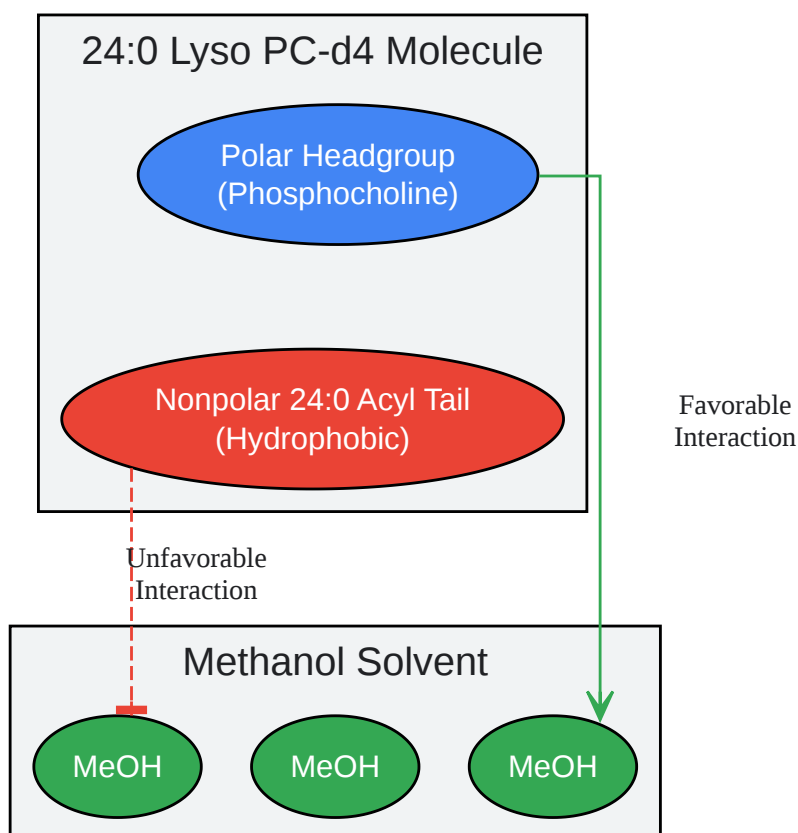 24:0 Lyso PC-d4 Molecule
Polar Headgroup
(Phosphocholine)
Nonpolar 24:0 Acyl Tail
(Hydrophobic)
Favorable
Interaction
Unfavorable
Interaction
Methanol Solvent
MeOH
MeOH
MeOH